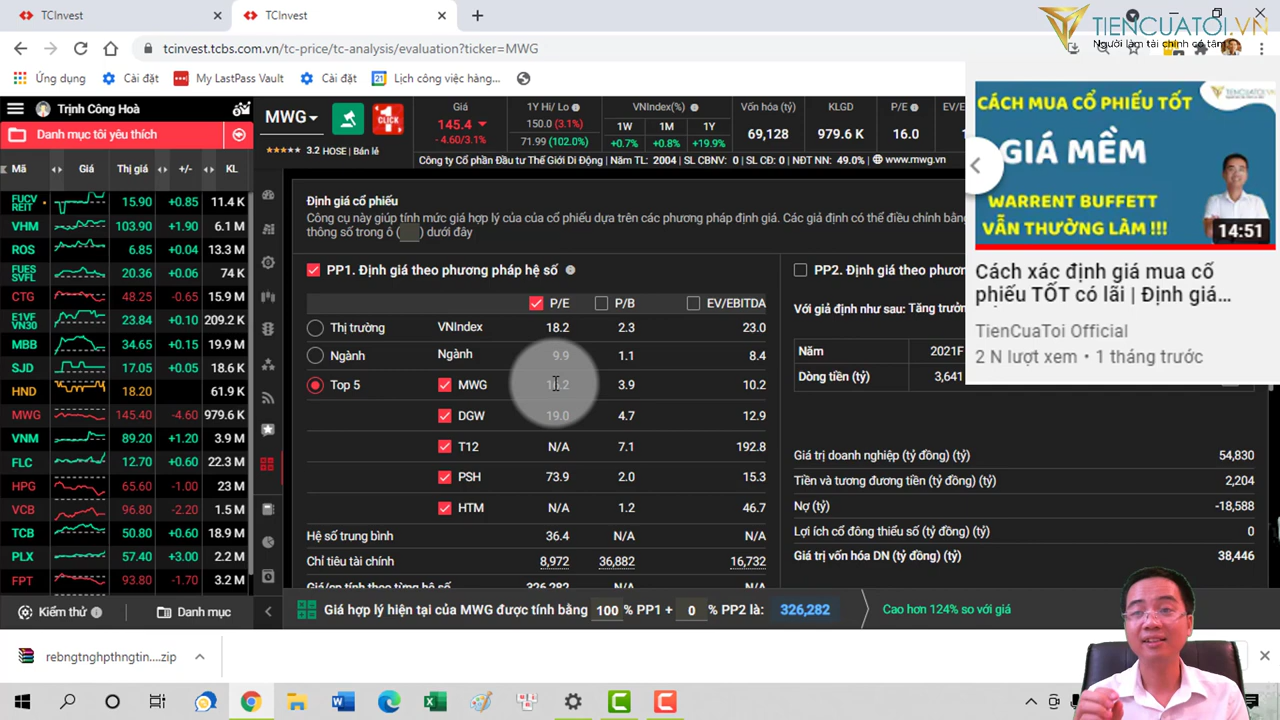 TCInvest
TCInvest
TIENCUATOI.VN
Người làm tài chính có tâm
tcinvest.tcbs.com.vn/tc-price/tc-analysis/evaluation?ticker=MWG
Ứng dụng
Cài đặt
My LastPass Vault
Cài đặt
Lịch công việc hàng...
Trịnh Công Hoà
Danh mục tôi yêu thích
Mã Giá Thị giá +/- KL
FUCV REIT 15.90 +0.85 11.4 K
VHM 103.90 +1.90 6.1 M
ROS 6.85 +0.04 13.3 M
FUES SVFL 20.36 +0.06 74 K
CTG 48.25 -0.65 15.9 M
E1VF VN30 23.84 +0.10 209.2 K
MBB 34.65 +0.15 19.9 M
SJD 17.05 +0.05 18.6 K
HND 18.20 61.9 K
MWG 145.40 -4.60 979.6 K
VNM 89.20 +1.20 3.9 M
FLC 12.70 +0.60 22.3 M
HPG 65.60 -1.00 23 M
VCB 96.80 -2.20 1.5 M
TCB 50.80 +0.60 18.9 M
PLX 57.40 +3.00 2.2 M
FPT 93.80 -1.70 3.2 M
Kiểm thử
Danh mục
MWG
3.2 HOSE | Bán lẻ
1 CLICK
Giá
145.4
- 4.60/3.1%
1Y Hi/ Lo
150.0 (3.1%)
71.99 (102.0%)
VNIndex(%)
1W 1M 1Y
+0.7% +0.8% +19.9%
Vốn hóa (tỷ)
69,128
KLGD
979.6 K
P/E
16.0
Công ty Cổ phần Đầu tư Thế Giới Di Động | Năm TL: 2004 | SL CBNV: 0 | SL CĐ: 0 | NĐT NN: 49.0% | www.mwg.vn
Định giá cổ phiếu
Công cụ này giúp tính mức giá hợp lý của của cổ phiếu dựa trên các phương pháp định giá. Các giả định có thể điều chỉnh bằng
thông số trong ô ( ) dưới đây
PP1. Định giá theo phương pháp hệ số
P/E P/B EV/EBITDA
Thị trường VNIndex 18.2 2.3 23.0
Ngành Ngành 9.9 1.1 8.4
Top 5 MWG 3.9 10.2
DGW 19.0 4.7 12.9
T12 N/A 7.1 192.8
PSH 73.9 2.0 15.3
HTM N/A 1.2 46.7
Hệ số trung bình 36.4 N/A N/A
Chỉ tiêu tài chính 8,972 36,882 16,732
PP2. Định giá theo phươn
Với giả định như sau: Tăng trưở
Năm 2021F
Dòng tiền (tỷ) 3,641
Giá trị doanh nghiệp (tỷ đồng) (tỷ) 54,830
Tiền và tương đương tiền (tỷ đồng) (tỷ) 2,204
Nợ (tỷ) -18,588
Lợi ích cổ đông thiểu số (tỷ đồng) (tỷ) 0
Giá trị vốn hóa DN (tỷ đồng) (tỷ) 38,446
Giá hợp lý hiện tại của MWG được tính bằng 100 % PP1 + 0 % PP2 là: 326,282
Cao hơn 124% so với giá
CÁCH MUA CỔ PHIẾU TỐT
GIÁ MỀM
WARRENT BUFFETT
VẪN THƯỜNG LÀM !!!
TIENCUATOI.VN
14:51
Cách xác định giá mua cổ
phiếu TỐT có lãi | Định giá...
TienCuaToi Official
2 N lượt xem • 1 tháng trước
rebngtnghpthngtin....zip